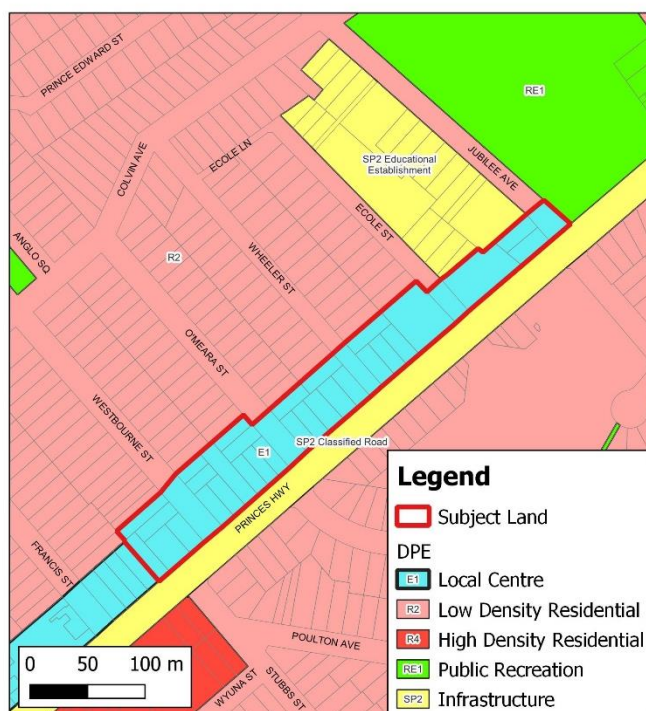 PRINCE EDWARD ST
RE1
COLVIN AVE
ECOLE LN
SP2 Educational
Establishment
JUBILEE AVE
ECOLE ST
ANGLO SQ
R2
WHEELER ST
O'MEARA ST
WESTBOURNE ST
E1
SP2 Classified Road
PRINCES HWY
FRANCIS ST
POULTON AVE
WYUNA ST
STUBBS ST
0 50 100 m
Legend
Subject Land
DPE
E1 Local Centre
R2 Low Density Residential
R4 High Density Residential
RE1 Public Recreation
SP2 Infrastructure